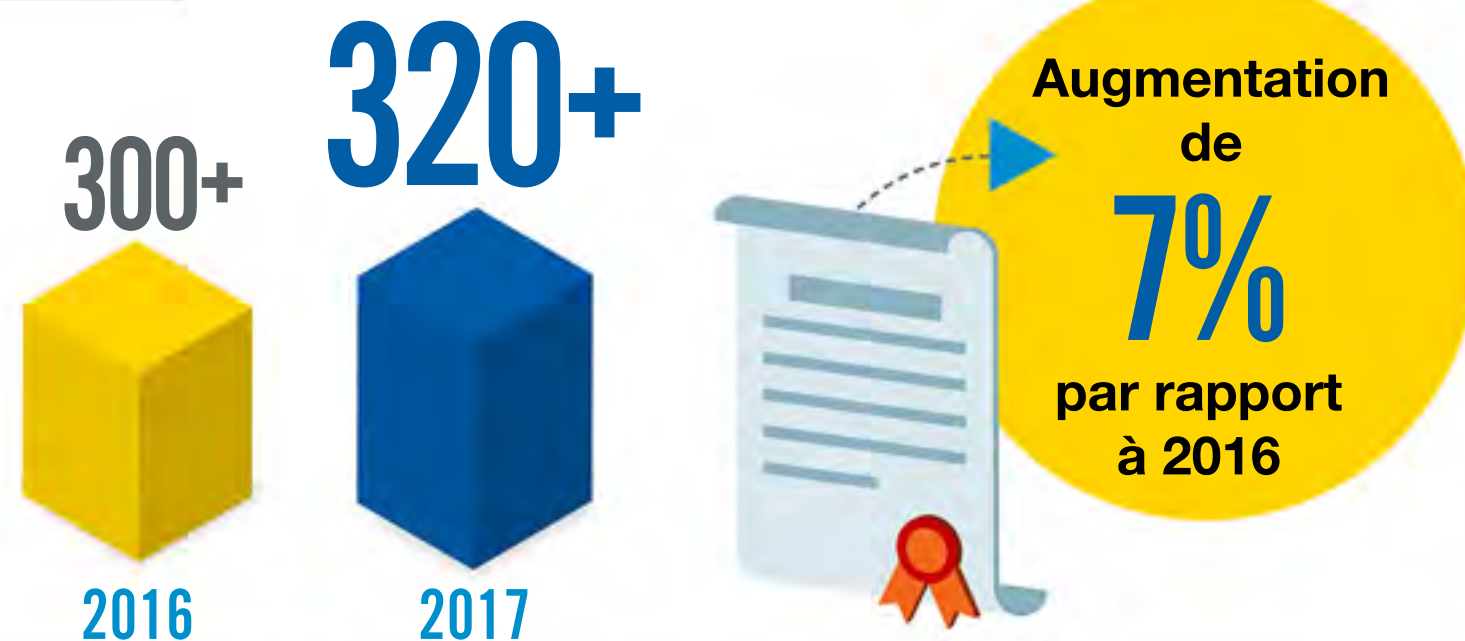 300+
320+
2016
2017
Augmentation
de
7%
par rapport
à 2016